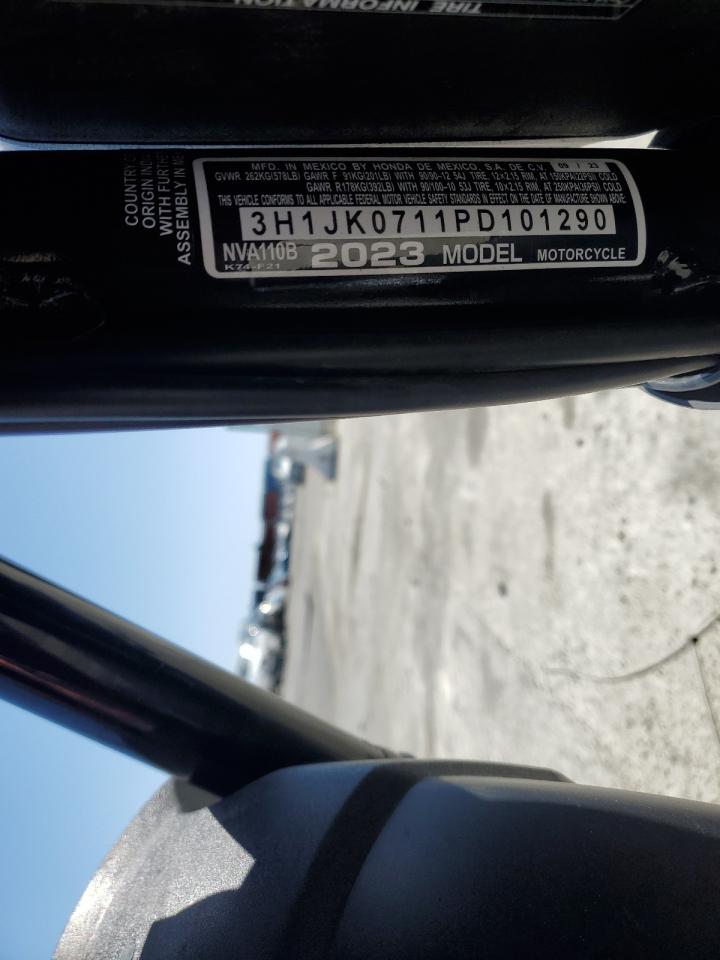 TIRE INFORMATION
COUNTRY
ORIGIN IND
WITH FURTHE
ASSEMBLY IN ME
MFD. IN MEXICO BY HONDA DE MEXICO, S.A. DE C.V. 09 / 23
GVWR 262KG(578LB) GAWR F 91KG(201LB) WITH 90/90-12 54J TIRE, 12×2.15 RIM, AT 150KPA(22PSI) COLD
GAWR R178KG(392LB) WITH 90/100-10 53J TIRE, 10×2.15 RIM, AT 250KPA(36PSI) COLD
THIS VEHICLE CONFORMS TO ALL APPLICABLE FEDERAL MOTOR VEHICLE SAFETY STANDARDS IN EFFECT ON THE DATE OF MANUFACTURE SHOWN ABOVE.
3H1JK0711PD101290
NVA110B 2023 MODEL MOTORCYCLE
K74-F21